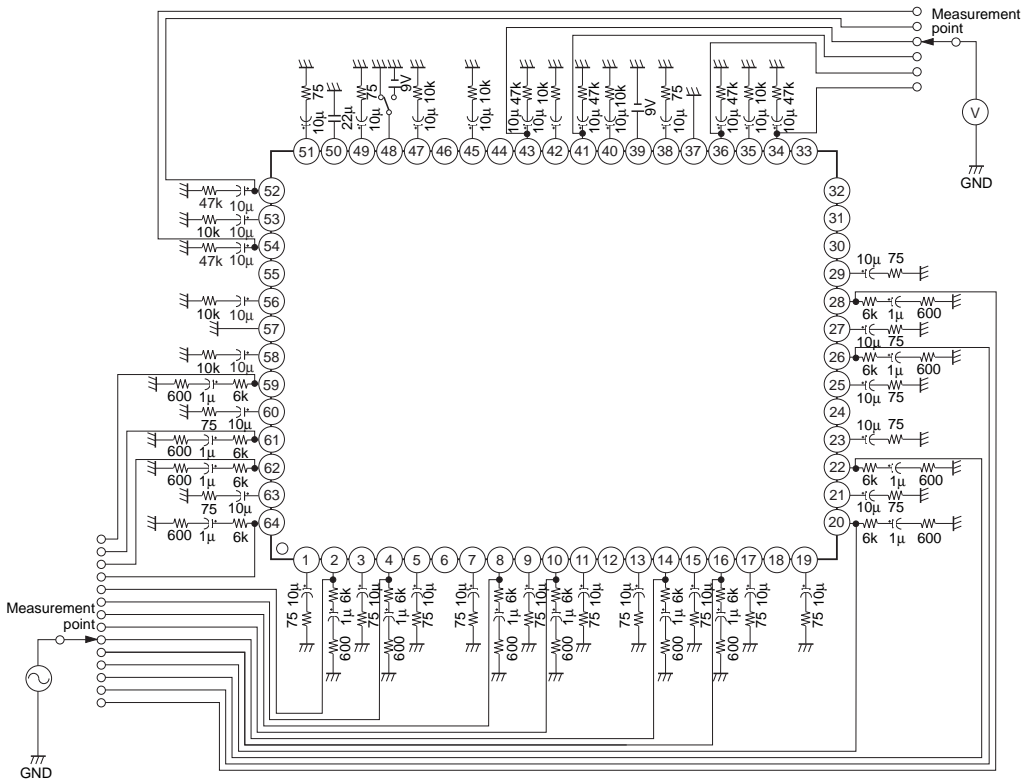 Measurement
point
V
GND
75 10μ
22μ
75 10μ
9V
10μ 10k
10μ 10k
10μ 47k
10μ 10k
10μ 47k
10μ 10k
9V
10μ 75
10μ 47k
10μ 10k
10μ 47k
51 50 49 48 47 46 45 44 43 42 41 40 39 38 37 36 35 34 33
52
47k 10μ
53
10k 10μ
54
47k 10μ
55
56
10k 10μ
57
58
10k 10μ
59
600 1μ 6k
60
75 10μ
61
600 1μ 6k
62
600 1μ 6k
63
75 10μ
64
600 1μ 6k
32
31
30
10μ 75
29
28
6k 1μ 600
27
10μ 75
26
6k 1μ 600
25
10μ 75
24
10μ 75
23
22
6k 1μ 600
21
10μ 75
20
6k 1μ 600
1 2 3 4 5 6 7 8 9 10 11 12 13 14 15 16 17 18 19
75 10μ
600 1μ 6k
75 10μ
600 1μ 6k
75 10μ
75 10μ
600 1μ 6k
75 10μ
600 1μ 6k
75 10μ
75 10μ
600 1μ 6k
75 10μ
600 1μ 6k
75 10μ
75 10μ
Measurement
point
GND